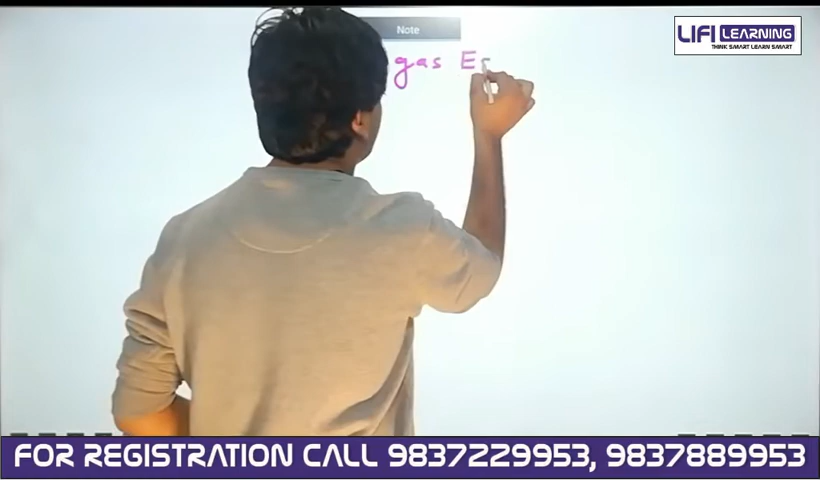 Note
gas
LIFI LEARNING
THINK SMART LEARN SMART
FOR REGISTRATION CALL 9837229953, 9837889953